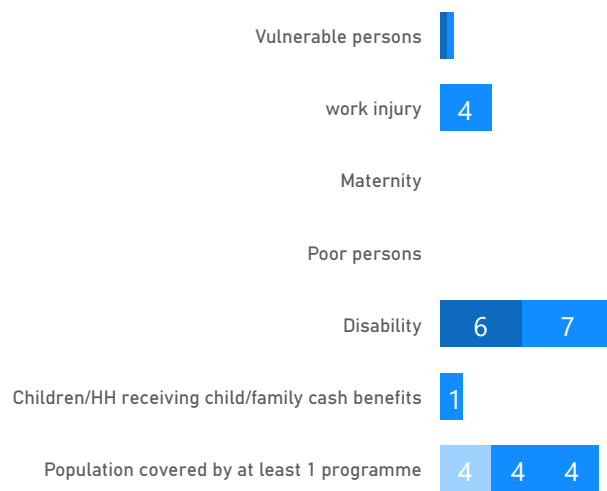 Vulnerable persons
work injury 4
Maternity
Poor persons
Disability 6 7
Children/HH receiving child/family cash benefits 1
Population covered by at least 1 programme 4 4 4